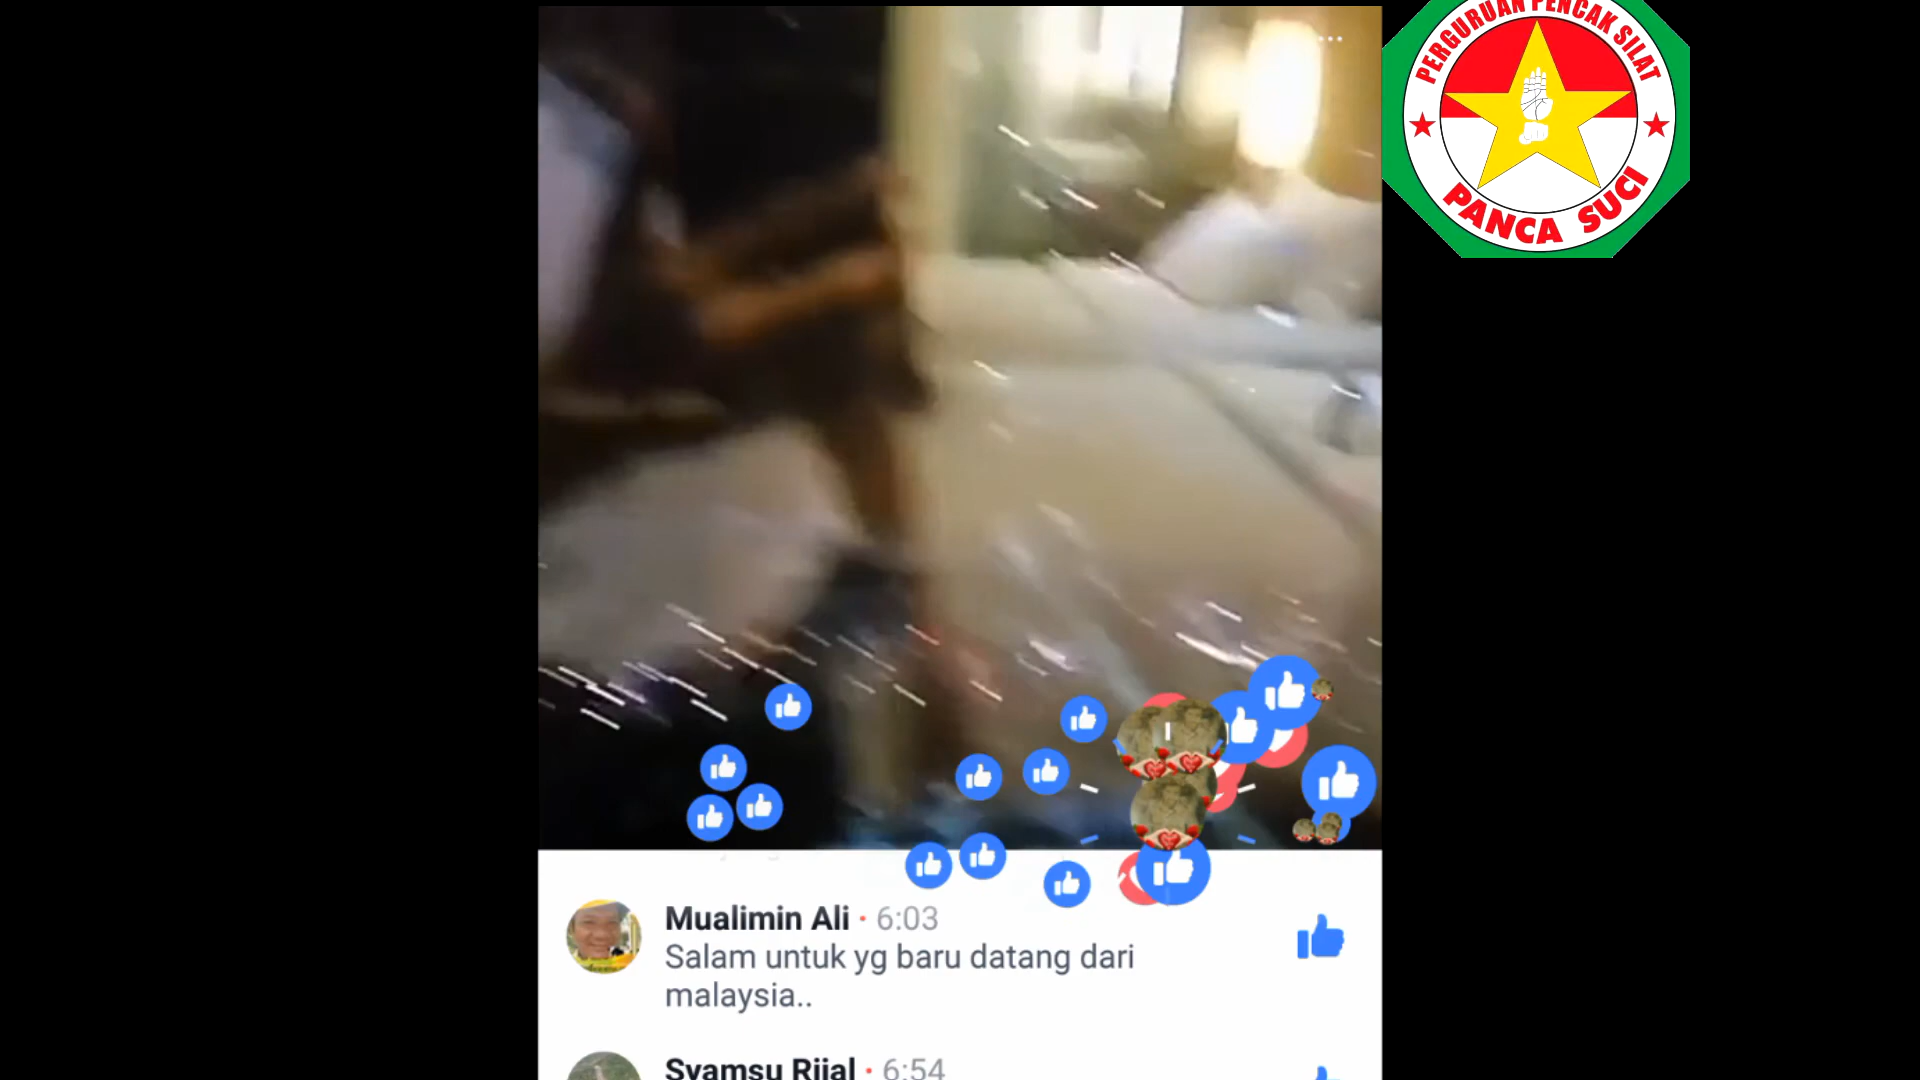 PERGURUAN PENCAK SILAT
PANCA SUCI
Mualimin Ali • 6:03
Salam untuk yg baru datang dari
malaysia..
Syamsu Rijal • 6:54